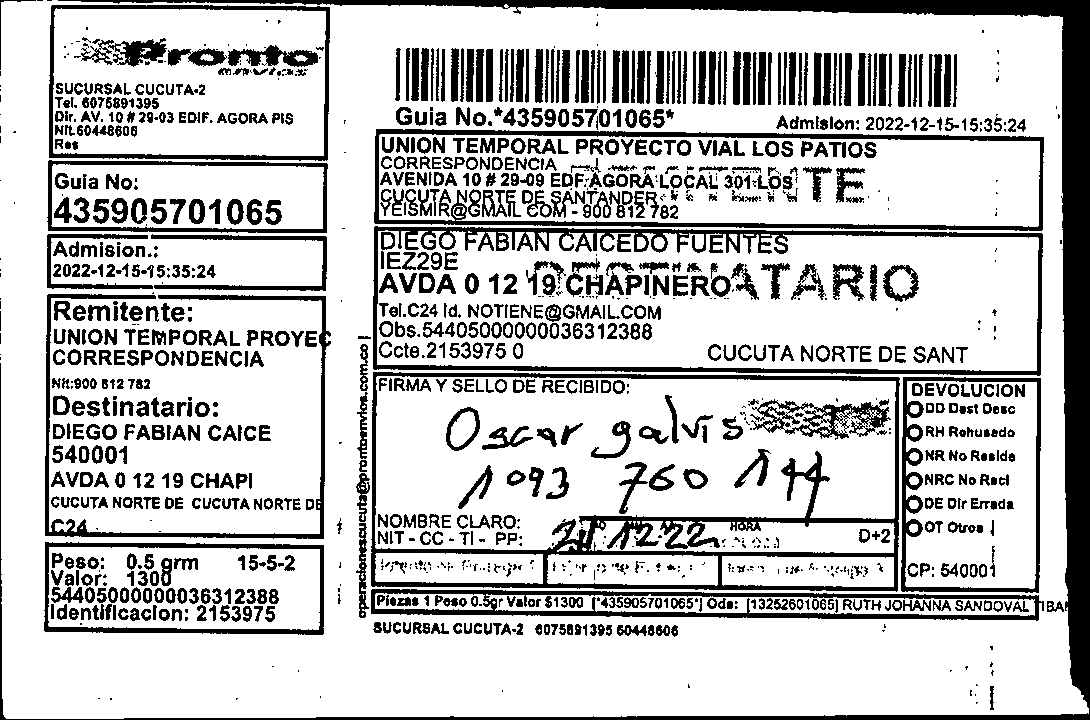 Pronto
envios
SUCURSAL CUCUTA-2
Tel. 6075891395
Dir. AV. 10 # 29-03 EDIF. AGORA PIS
Nit.60448606
Res
Guia No:
435905701065
Admision.:
2022-12-15-15:35:24
Remitente:
UNION TEMPORAL PROYEC
CORRESPONDENCIA
Nit:900 812 782
Destinatario:
DIEGO FABIAN CAICE
540001
AVDA 0 12 19 CHAPI
CUCUTA NORTE DE CUCUTA NORTE DE
C24
Peso: 0.5 grm 15-5-2
Valor: 1300
54405000000036312388
Identificacion: 2153975
Guia No.*435905701065*
Admision: 2022-12-15-15:35:24
UNION TEMPORAL PROYECTO VIAL LOS PATIOS
CORRESPONDENCIA
AVENIDA 10 # 29-09 EDF AGORA LOCAL 301 LOS
CUCUTA NORTE DE SANTANDER
YEISMIR@GMAIL COM - 900 812 782
DIEGO FABIAN CAICEDO FUENTES
IEZ29E
DESTINATARIO
AVDA 0 12 19 CHAPINERO
Tel.C24 Id. NOTIENE@GMAIL.COM
Obs.54405000000036312388
Ccte.2153975 0 CUCUTA NORTE DE SANT
operacionescucuta@prontoenvios.com.co
FIRMA Y SELLO DE RECIBIDO:
Oscar galvis
1093 760 144
NOMBRE CLARO:
NIT - CC - TI - PP:
12 22
HORA
D+2
DEVOLUCION
DD Dest Desc
RH Rehusado
NR No Reside
NRC No Recl
DE Dir Errada
OT Otros
CP: 540001
Piezas 1 Peso 0.5gr Valor $1300 [*435905701065*] Ods: [13252601065] RUTH JOHANNA SANDOVAL TIBA
SUCURSAL CUCUTA-2 6075891395 60448606